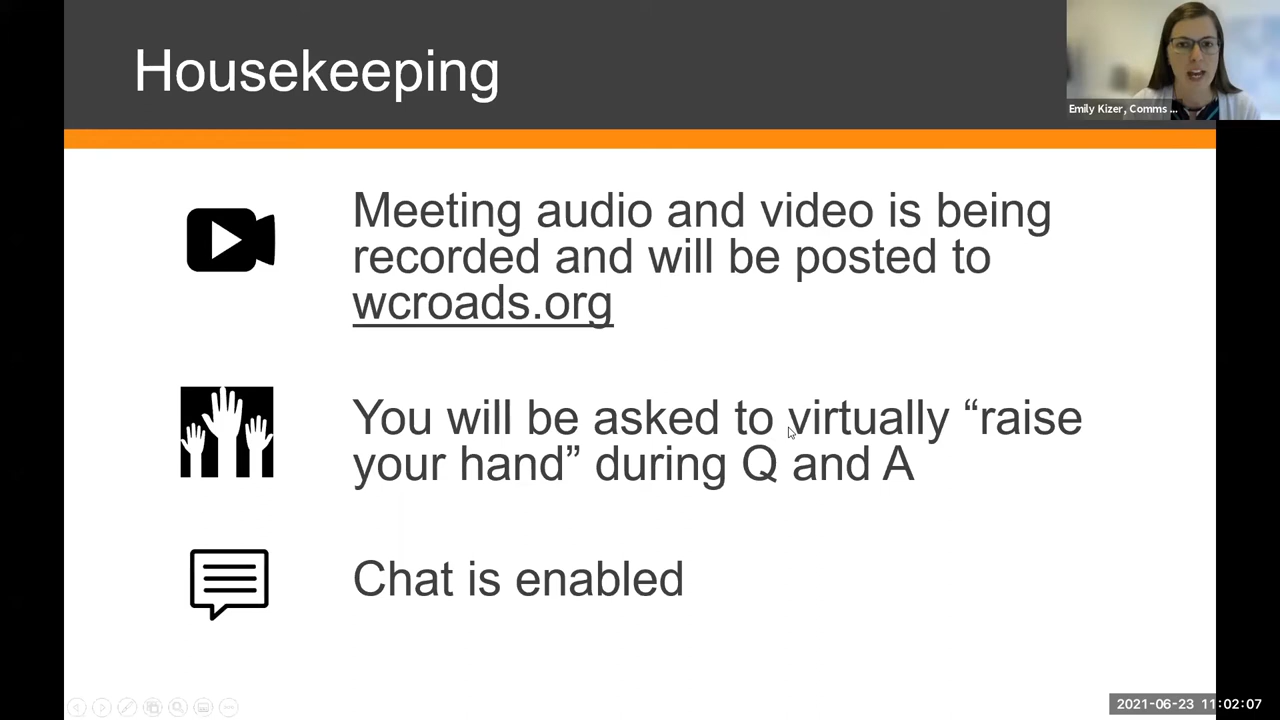 Housekeeping
Emily Kizer, Comms ...
Meeting audio and video is being
recorded and will be posted to
wcroads.org
You will be asked to virtually “raise
your hand” during Q and A
Chat is enabled
2021-06-23 11:02:07